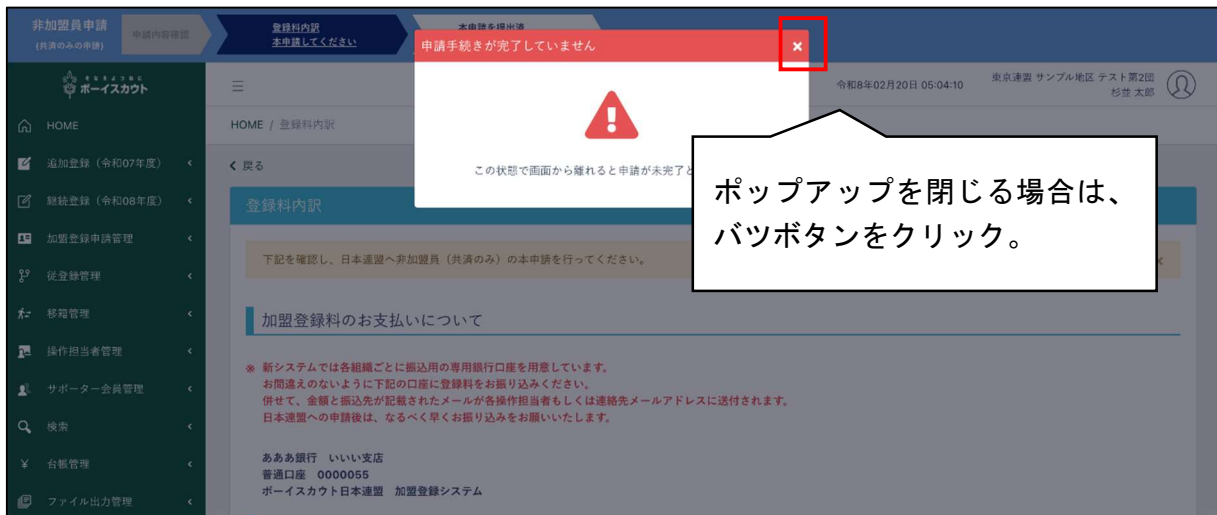 非加盟員申請
(共済のみの申請)
申請内容確認
登録料内訳
本申請してください
本申請を提出済
申請手続きが完了していません
×
そなえよつねに
ボーイスカウト
令和8年02月20日 05:04:10
東京連盟 サンプル地区 テスト第2団
杉並 太郎
HOME
HOME / 登録料内訳
追加登録（令和07年度）
戻る
この状態で画面から離れると申請が未完了と
継続登録（令和08年度）
登録料内訳
ポップアップを閉じる場合は、
バツボタンをクリック。
加盟登録申請管理
下記を確認し、日本連盟へ非加盟員（共済のみ）の本申請を行ってください。
従登録管理
移籍管理
加盟登録料のお支払いについて
操作担当者管理
※ 新システムでは各組織ごとに振込用の専用銀行口座を用意しています。
お間違えのないように下記の口座に登録料をお振り込みください。
サポーター会員管理
併せて、金額と振込先が記載されたメールが各操作担当者もしくは連絡先メールアドレスに送付されます。
日本連盟への申請後は、なるべく早くお振り込みをお願いいたします。
検索
あああ銀行 いいい支店
¥ 台帳管理
普通口座 0000055
ボーイスカウト日本連盟 加盟登録システム
ファイル出力管理